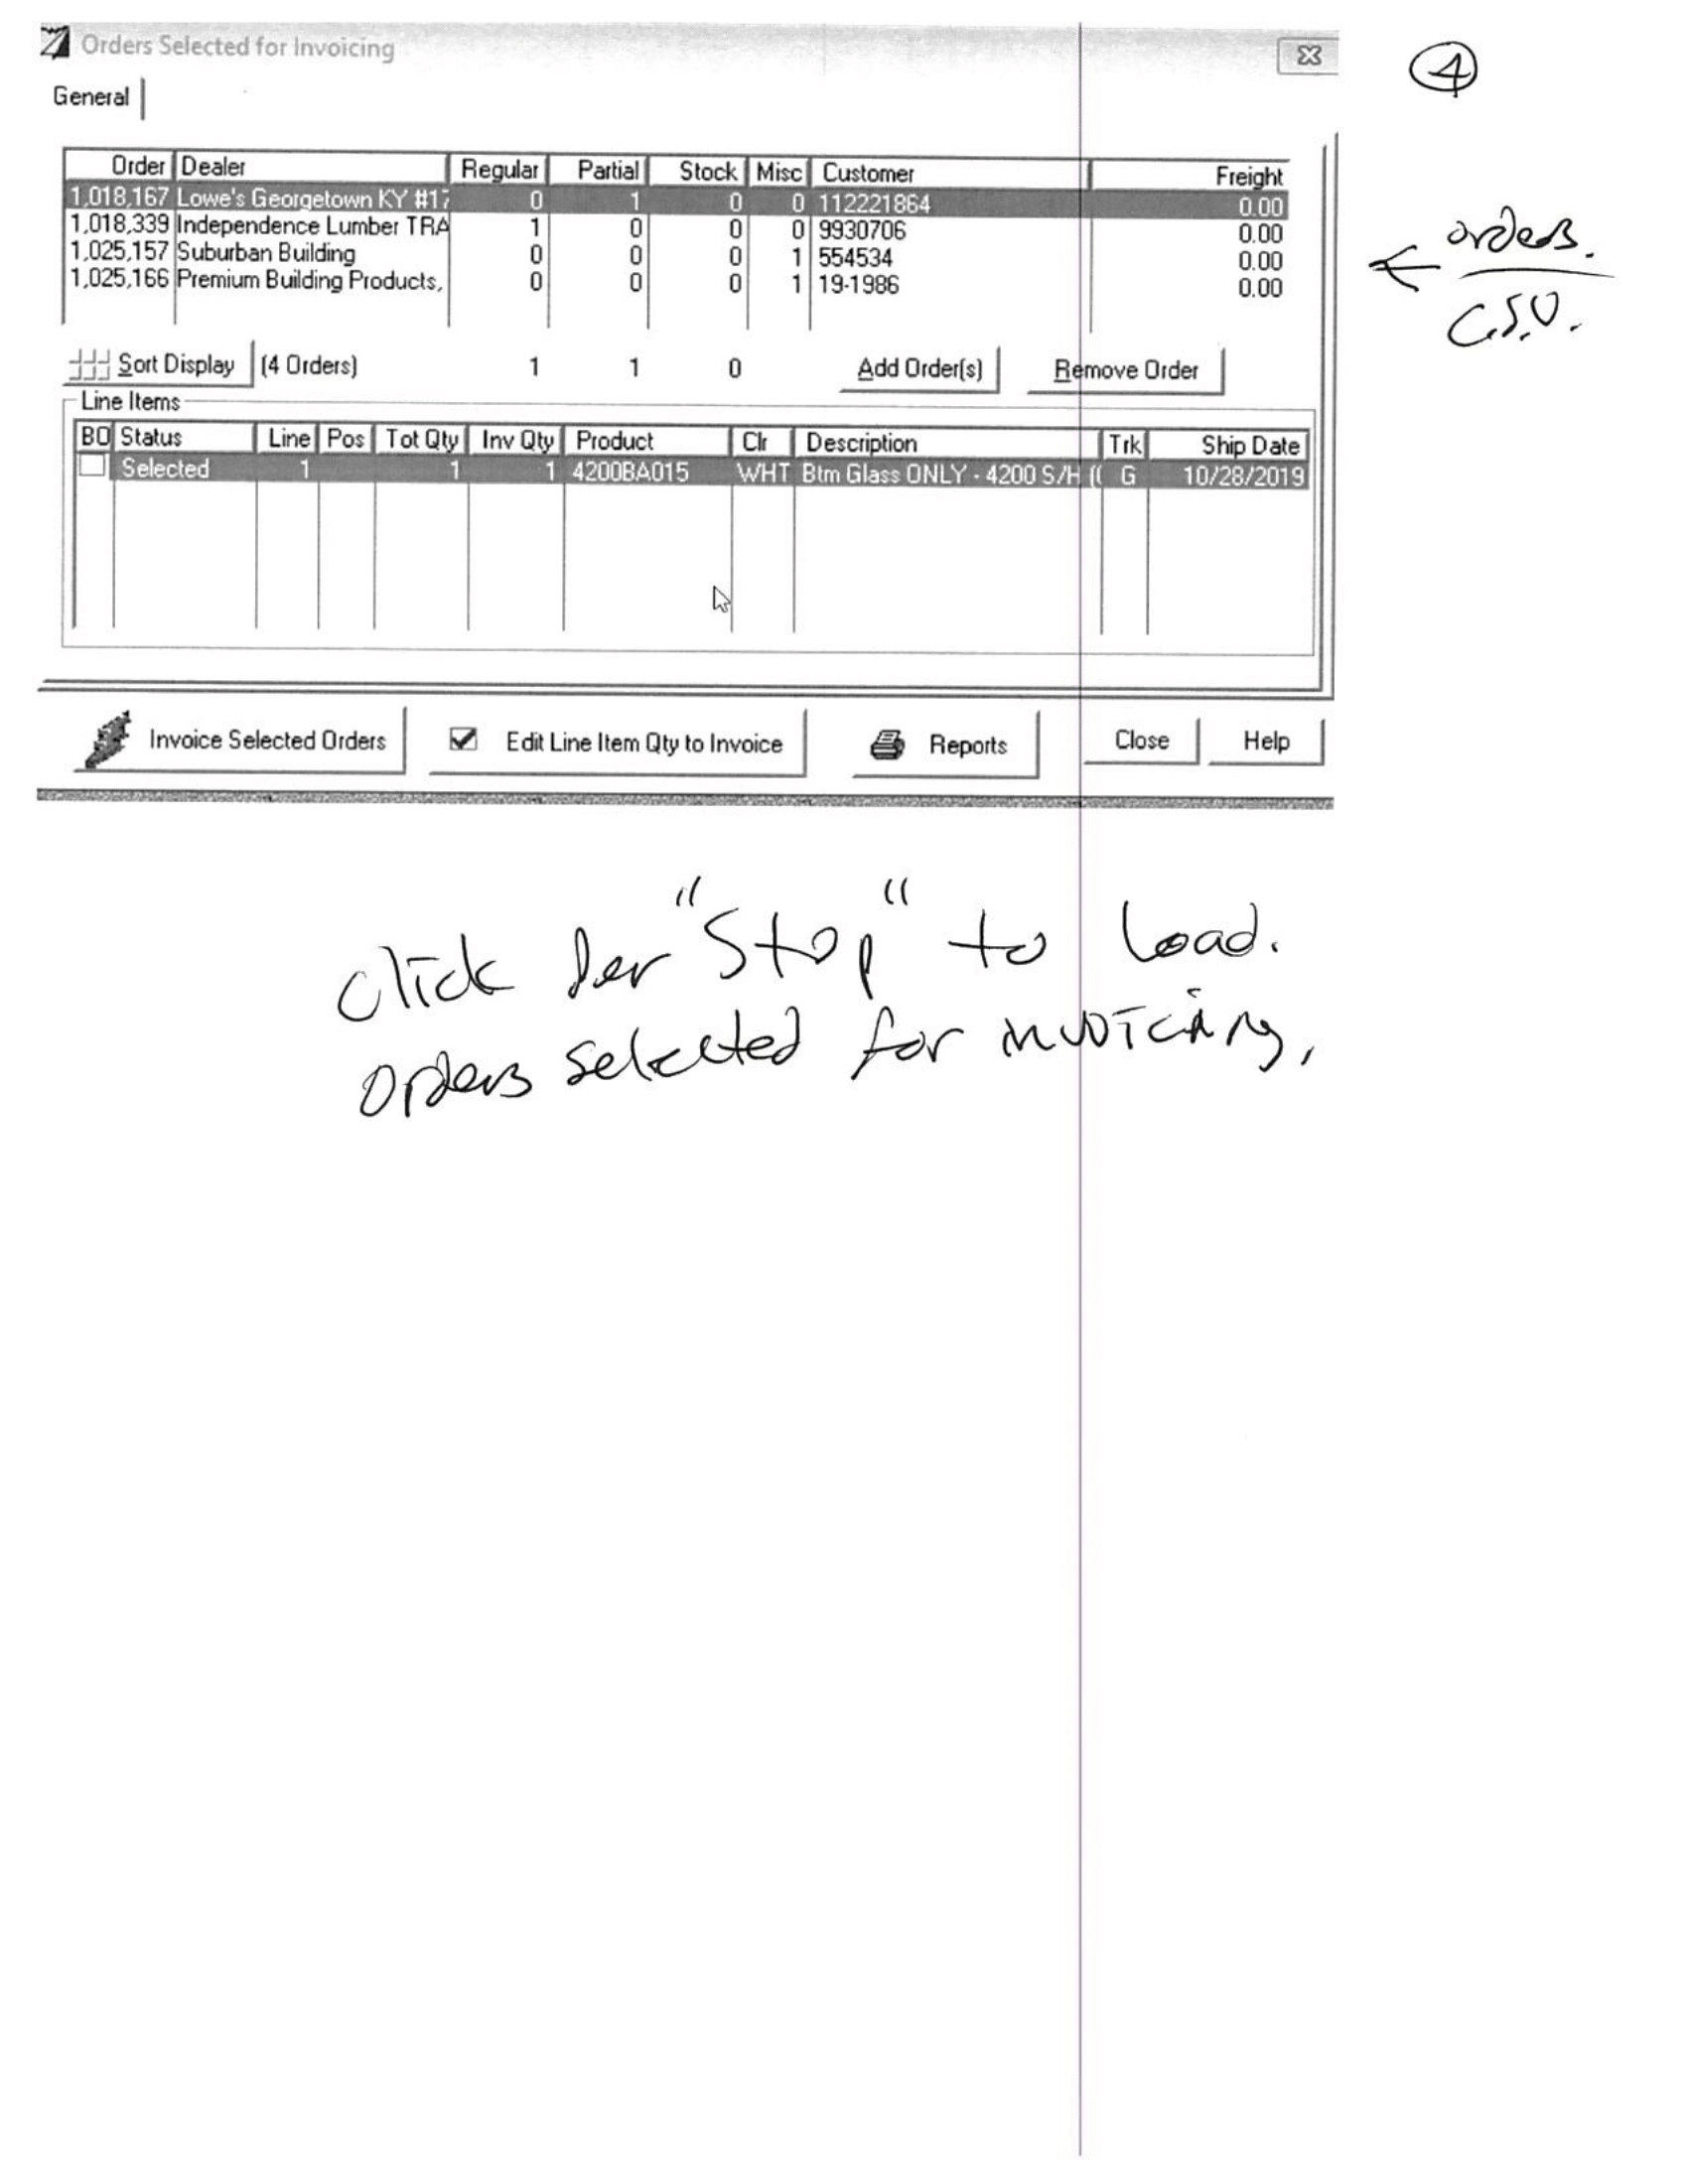 Orders Selected for Invoicing
4
General
Order Dealer Regular Partial Stock Misc Customer Freight
1,018,167 Lowe's Georgetown KY #17 0 1 0 0 112221864 0.00
1,018,339 Independence Lumber TRA 1 0 0 0 9930706 0.00
1,025,157 Suburban Building 0 0 0 1 554534 0.00
1,025,166 Premium Building Products, 0 0 0 1 19-1986 0.00
← orders.
C.S.V.
Sort Display (4 Orders) 1 1 0 Add Order(s) Remove Order
Line Items
BO Status Line Pos Tot Qty Inv Qty Product Clr Description Trk Ship Date
Selected 1 1 1 4200BA015 WHT Btm Glass ONLY - 4200 S/H (( G 10/28/2019
Invoice Selected Orders Edit Line Item Qty to Invoice Reports Close Help
click per "Stop" to load.
orders selected for invoicing,